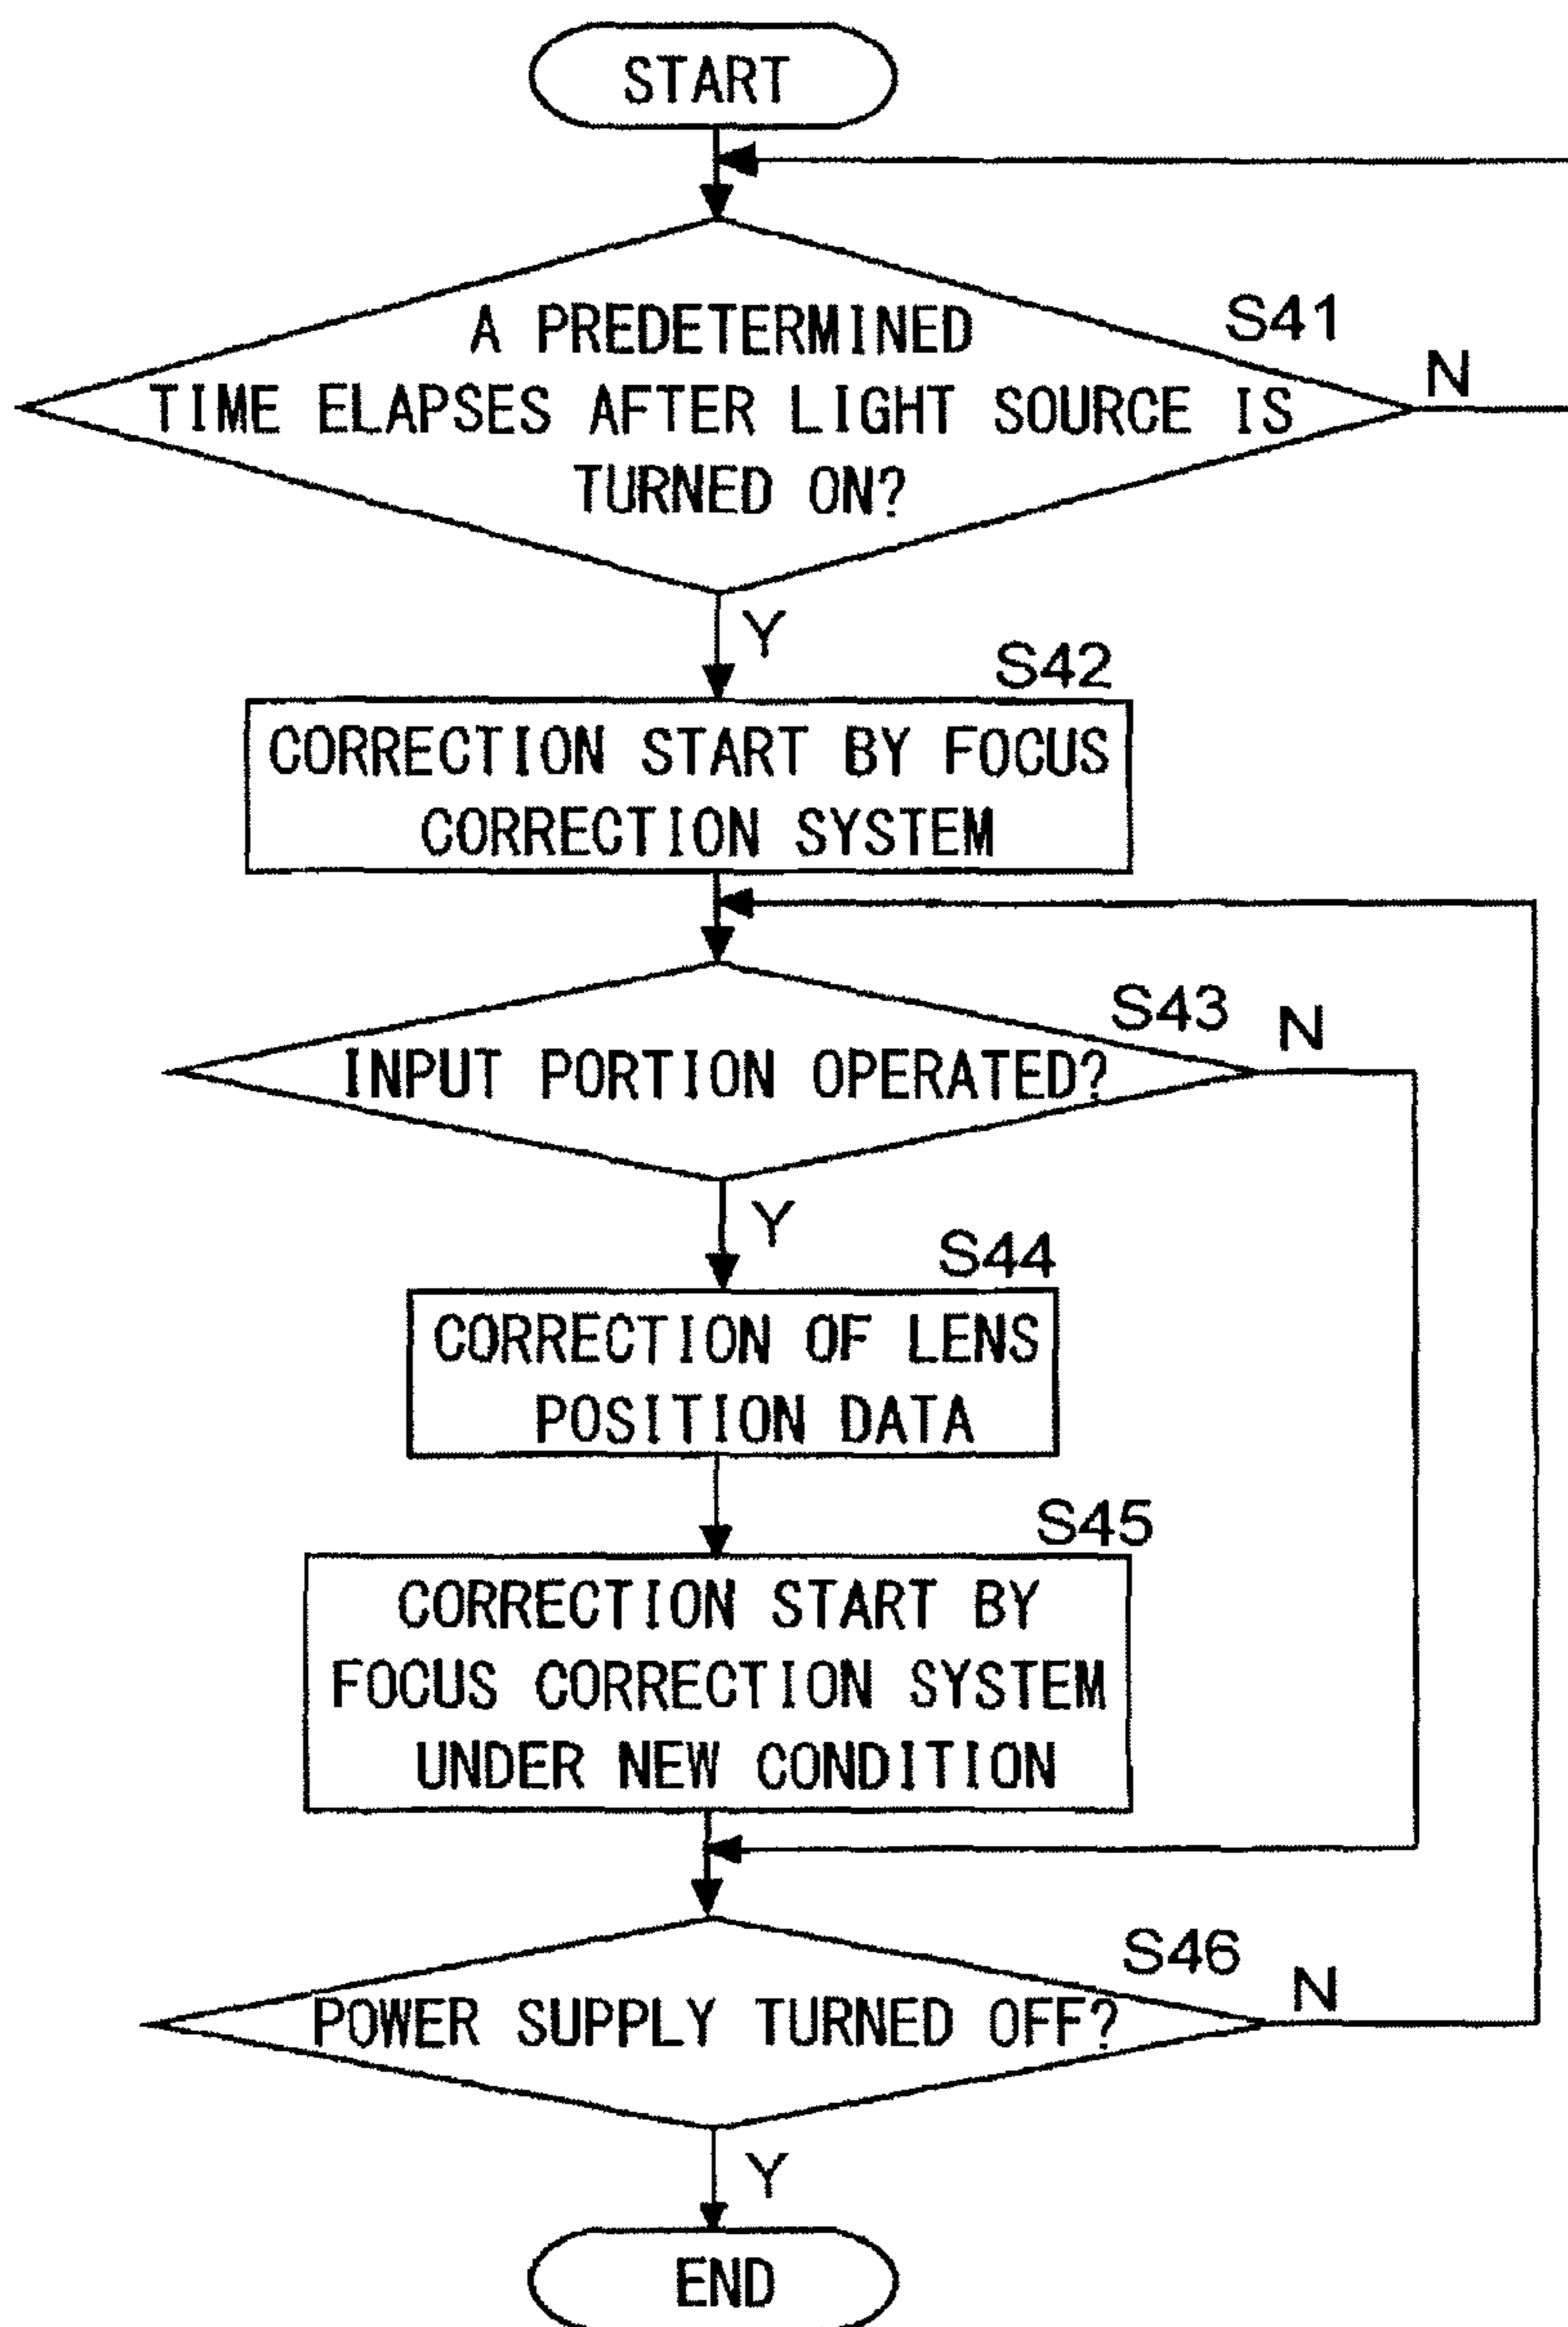 START
S41
A PREDETERMINED
TIME ELAPSES AFTER LIGHT SOURCE IS
TURNED ON?
N
Y
S42
CORRECTION START BY FOCUS
CORRECTION SYSTEM
S43
N
INPUT PORTION OPERATED?
Y
S44
CORRECTION OF LENS
POSITION DATA
S45
CORRECTION START BY
FOCUS CORRECTION SYSTEM
UNDER NEW CONDITION
S46
N
POWER SUPPLY TURNED OFF?
Y
END